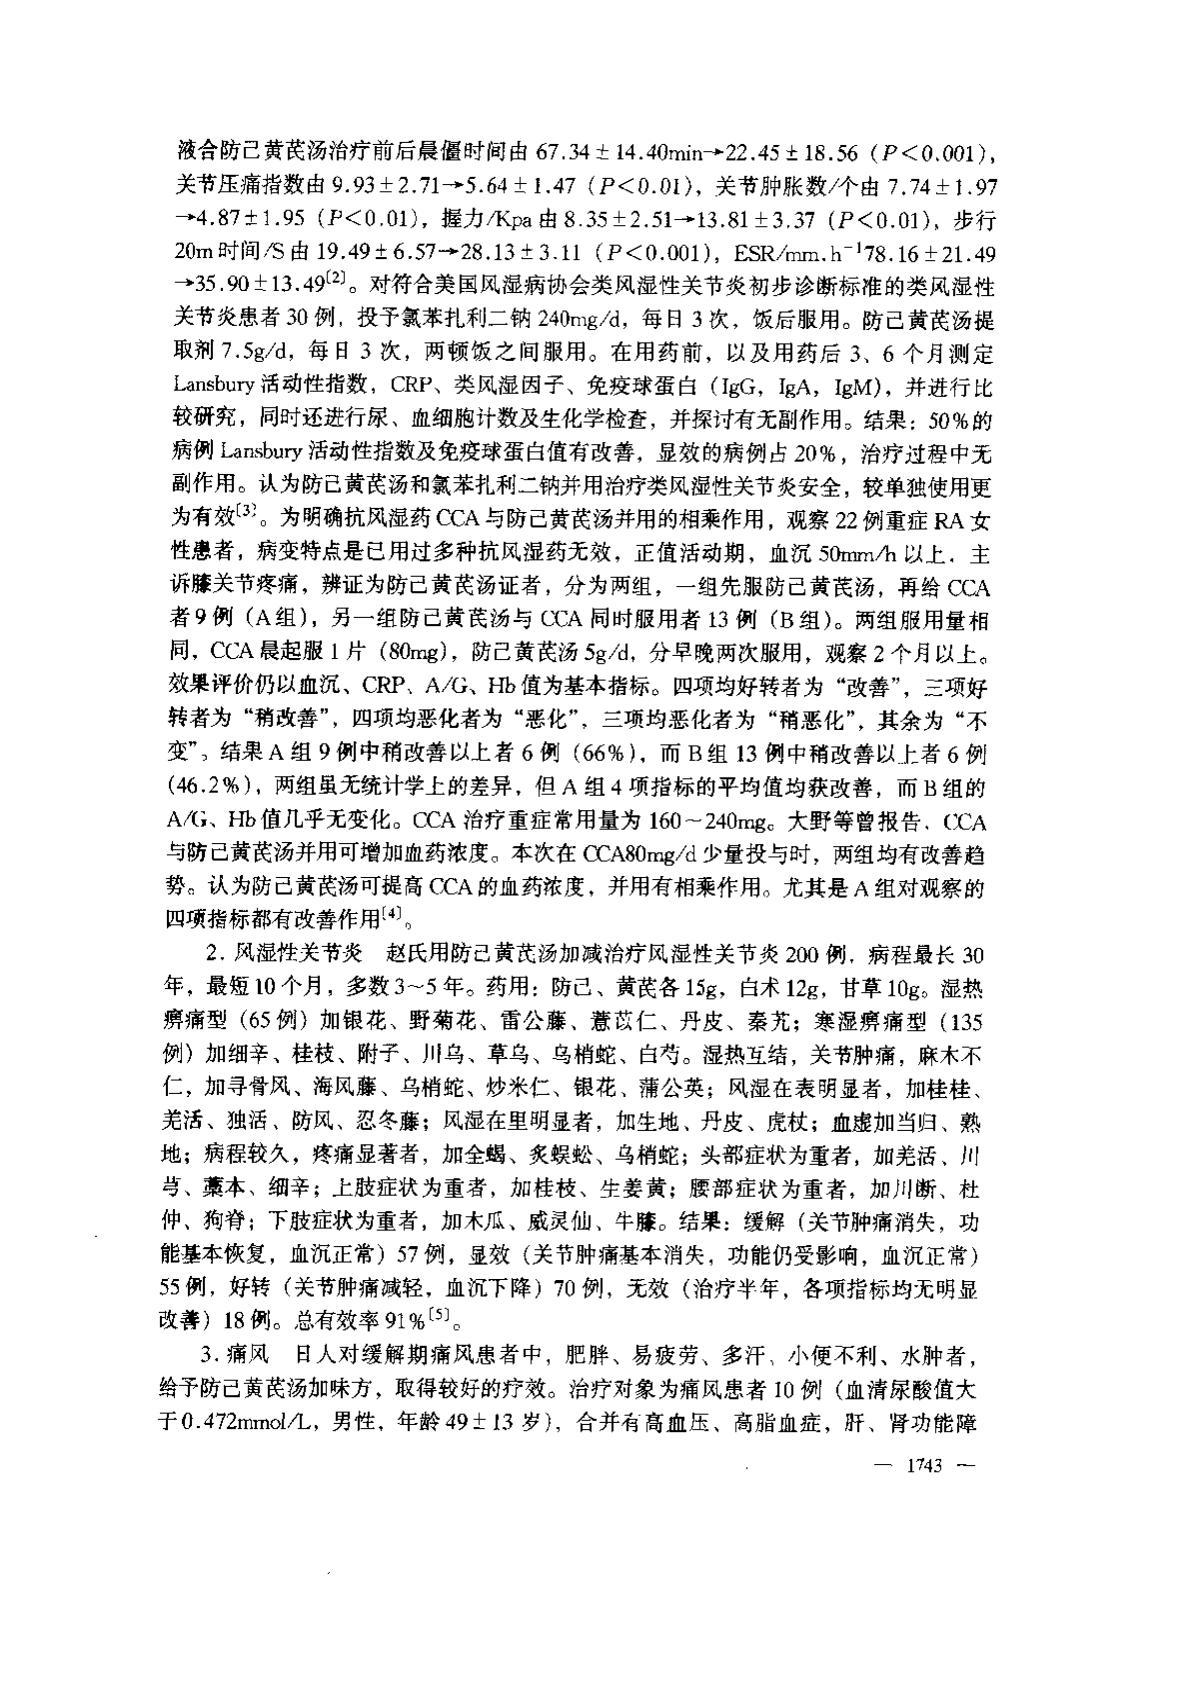 液合防己黄芪汤治疗前后晨僵时间由 67.34±14.40min→22.45±18.56（P<0.001），
关节压痛指数由 9.93±2.71→5.64±1.47（P<0.01），关节肿胀数/个由 7.74±1.97
→4.87±1.95（P<0.01），握力/Kpa 由 8.35±2.51→13.81±3.37（P<0.01），步行
20m 时间/S 由 19.49±6.57→28.13±3.11（P<0.001），ESR/mm.h⁻¹78.16±21.49
→35.90±13.49〔2〕。对符合美国风湿病协会类风湿性关节炎初步诊断标准的类风湿性
关节炎患者 30 例，投予氯苯扎利二钠 240mg/d，每日 3 次，饭后服用。防己黄芪汤提
取剂 7.5g/d，每日 3 次，两顿饭之间服用。在用药前，以及用药后 3、6 个月测定
Lansbury 活动性指数，CRP、类风湿因子、免疫球蛋白（IgG，IgA，IgM），并进行比
较研究，同时还进行尿、血细胞计数及生化学检查，并探讨有无副作用。结果：50%的
病例 Lansbury 活动性指数及免疫球蛋白值有改善，显效的病例占 20%，治疗过程中无
副作用。认为防己黄芪汤和氯苯扎利二钠并用治疗类风湿性关节炎安全，较单独使用更
为有效〔3〕。为明确抗风湿药 CCA 与防己黄芪汤并用的相乘作用，观察 22 例重症 RA 女
性患者，病变特点是已用过多种抗风湿药无效，正值活动期，血沉 50mm/h 以上，主
诉膝关节疼痛，辨证为防己黄芪汤证者，分为两组，一组先服防己黄芪汤，再给 CCA
者 9 例（A 组），另一组防己黄芪汤与 CCA 同时服用者 13 例（B 组）。两组服用量相
同，CCA 晨起服 1 片（80mg），防己黄芪汤 5g/d，分早晚两次服用，观察 2 个月以上。
效果评价仍以血沉、CRP、A/G、Hb 值为基本指标。四项均好转者为“改善”，三项好
转者为“稍改善”，四项均恶化者为“恶化”，三项均恶化者为“稍恶化”，其余为“不
变”。结果 A 组 9 例中稍改善以上者 6 例（66%），而 B 组 13 例中稍改善以上者 6 例
（46.2%），两组虽无统计学上的差异，但 A 组 4 项指标的平均值均获改善，而 B 组的
A/G、Hb 值几乎无变化。CCA 治疗重症常用量为 160～240mg。大野等曾报告，CCA
与防己黄芪汤并用可增加血药浓度。本次在 CCA80mg/d 少量投与时，两组均有改善趋
势。认为防己黄芪汤可提高 CCA 的血药浓度，并用有相乘作用。尤其是 A 组对观察的
四项指标都有改善作用〔4〕。
2. 风湿性关节炎　赵氏用防己黄芪汤加减治疗风湿性关节炎 200 例，病程最长 30
年，最短 10 个月，多数 3～5 年。药用：防己、黄芪各 15g，白术 12g，甘草 10g。湿热
痹痛型（65 例）加银花、野菊花、雷公藤、薏苡仁、丹皮、秦艽；寒湿痹痛型（135
例）加细辛、桂枝、附子、川乌、草乌、乌梢蛇、白芍。湿热互结，关节肿痛，麻木不
仁，加寻骨风、海风藤、乌梢蛇、炒米仁、银花、蒲公英；风湿在表明显者，加桂桂、
羌活、独活、防风、忍冬藤；风湿在里明显者，加生地、丹皮、虎杖；血虚加当归、熟
地；病程较久，疼痛显著者，加全蝎、炙蜈蚣、乌梢蛇；头部症状为重者，加羌活、川
芎、藁本、细辛；上肢症状为重者，加桂枝、生姜黄；腰部症状为重者，加川断、杜
仲、狗脊；下肢症状为重者，加木瓜、威灵仙、牛膝。结果：缓解（关节肿痛消失，功
能基本恢复，血沉正常）57 例，显效（关节肿痛基本消失，功能仍受影响，血沉正常）
55 例，好转（关节肿痛减轻，血沉下降）70 例，无效（治疗半年，各项指标均无明显
改善）18 例。总有效率 91%〔5〕。
3. 痛风　日人对缓解期痛风患者中，肥胖、易疲劳、多汗、小便不利、水肿者，
给予防己黄芪汤加味方，取得较好的疗效。治疗对象为痛风患者 10 例（血清尿酸值大
于 0.472mmol/L，男性，年龄 49±13 岁），合并有高血压、高脂血症，肝、肾功能障
— 1743 —